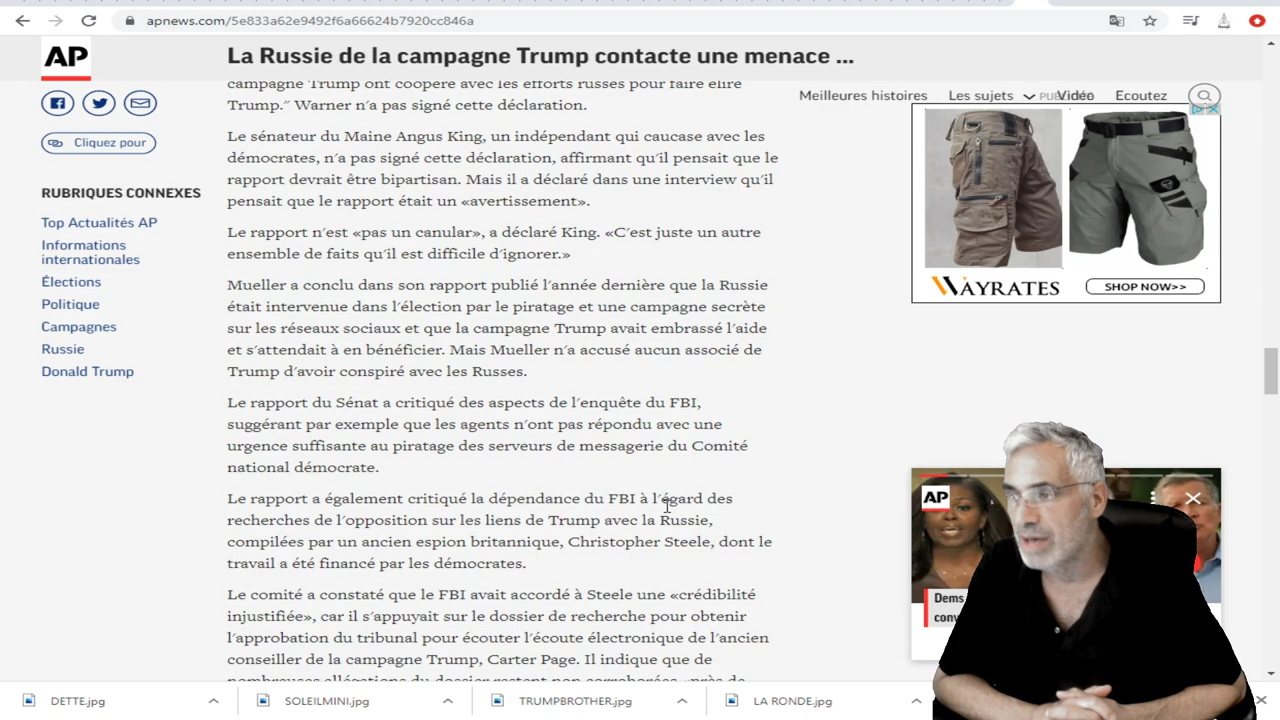 apnews.com/5e833a62e9492f6a66624b7920cc846a
AP
La Russie de la campagne Trump contacte une menace ...
Meilleures histoires
Les sujets
Vidéo
Ecoutez
Cliquez pour
RUBRIQUES CONNEXES
Top Actualités AP
Informations
internationales
Élections
Politique
Campagnes
Russie
Donald Trump
campagne Trump ont coopéré avec les efforts russes pour faire élire
Trump." Warner n'a pas signé cette déclaration.
Le sénateur du Maine Angus King, un indépendant qui caucase avec les
démocrates, n'a pas signé cette déclaration, affirmant qu'il pensait que le
rapport devrait être bipartisan. Mais il a déclaré dans une interview qu'il
pensait que le rapport était un «avertissement».
Le rapport n'est «pas un canular», a déclaré King. «C'est juste un autre
ensemble de faits qu'il est difficile d'ignorer.»
Mueller a conclu dans son rapport publié l'année dernière que la Russie
était intervenue dans l'élection par le piratage et une campagne secrète
sur les réseaux sociaux et que la campagne Trump avait embrassé l'aide
et s'attendait à en bénéficier. Mais Mueller n'a accusé aucun associé de
Trump d'avoir conspiré avec les Russes.
Le rapport du Sénat a critiqué des aspects de l'enquête du FBI,
suggérant par exemple que les agents n'ont pas répondu avec une
urgence suffisante au piratage des serveurs de messagerie du Comité
national démocrate.
Le rapport a également critiqué la dépendance du FBI à l'égard des
recherches de l'opposition sur les liens de Trump avec la Russie,
compilées par un ancien espion britannique, Christopher Steele, dont le
travail a été financé par les démocrates.
Le comité a constaté que le FBI avait accordé à Steele une «crédibilité
injustifiée», car il s'appuyait sur le dossier de recherche pour obtenir
l'approbation du tribunal pour écouter l'écoute électronique de l'ancien
conseiller de la campagne Trump, Carter Page. Il indique que de
nombreuses allégations du dossier restent non corroborées «près de
WAYRATES
SHOP NOW>>
AP
Dems
DETTE.jpg
SOLEILMINI.jpg
TRUMPBROTHER.jpg
LA RONDE.jpg